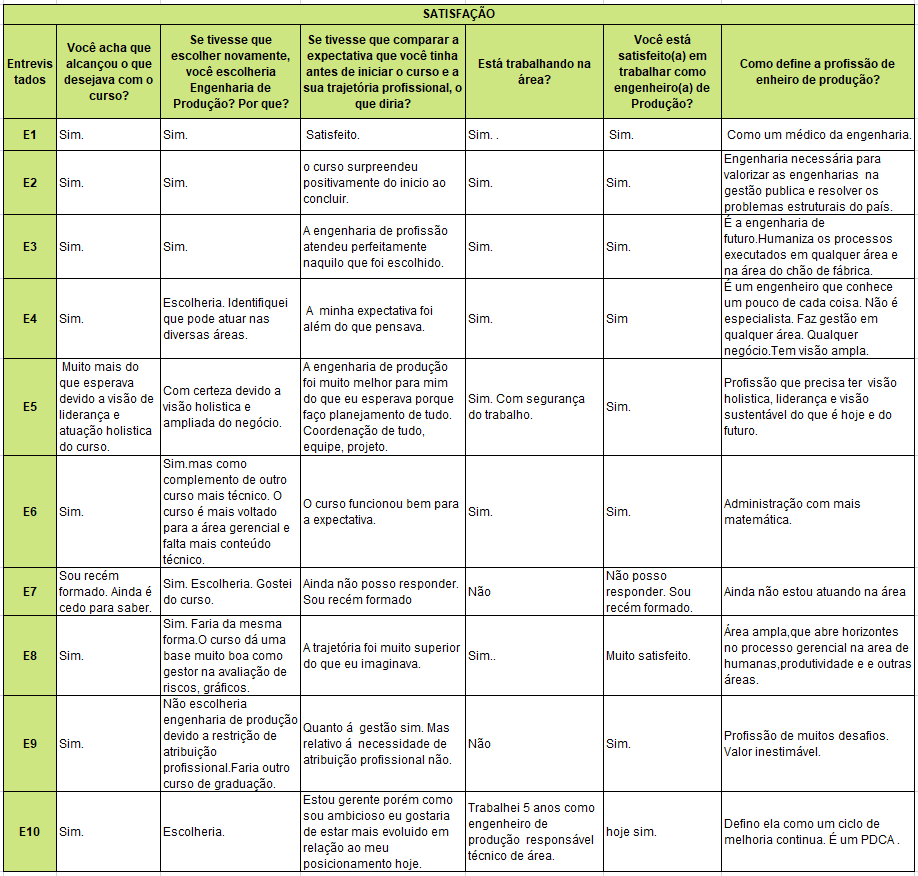 SATISFAÇÃO
Entrevis
tados
Você acha que
alcançou o que
desejava com o
curso?
Se tivesse que
escolher novamente,
você escolheria
Engenharia de
Produção? Por que?
Se tivesse que comparar a
expectativa que você tinha
antes de iniciar o curso e a
sua trajetória profissional, o
que diria?
Está trabalhando na
área?
Você está
satisfeito(a) em
trabalhar como
engenheiro(a) de
Produção?
Como define a profissão de
enheiro de produção?
E1
Sim.
Sim.
Satisfeito.
Sim. .
Sim.
Como um médico da engenharia.
E2
Sim.
Sim.
o curso surpreendeu
positivamente do inicio ao
concluir.
Sim.
Sim.
Engenharia necessária para
valorizar as engenharias na
gestão publica e resolver os
problemas estruturais do país.
E3
Sim.
Sim.
A engenharia de profissão
atendeu perfeitamente
naquilo que foi escolhido.
Sim.
Sim.
É a engenharia de
futuro.Humaniza os processos
executados em qualquer área e
na área do chão de fábrica.
E4
Sim.
Escolheria. Identifiquei
que pode atuar nas
diversas áreas.
A minha expectativa foi
além do que pensava.
Sim.
Sim
É um engenheiro que conhece
um pouco de cada coisa. Não é
especialista. Faz gestão em
qualquer área. Qualquer
negócio.Tem visão ampla.
E5
Muito mais do
que esperava
devido a visão de
liderança e
atuação holistica
do curso.
Com certeza devido a
visão holistica e
ampliada do negócio.
A engenharia de produção
foi muito melhor para mim
do que eu esperava porque
faço planejamento de tudo.
Coordenação de tudo,
equipe, projeto.
Sim. Com segurança
do trabalho.
Sim.
Profissão que precisa ter visão
holistica, liderança e visão
sustentável do que é hoje e do
futuro.
E6
Sim.
Sim.mas como
complemento de outro
curso mais técnico. O
curso é mais voltado
para a área gerencial e
falta mais conteúdo
técnico.
O curso funcionou bem para
a expectativa.
Sim.
Sim.
Administração com mais
matemática.
E7
Sou recém
formado. Ainda é
cedo para saber.
Sim. Escolheria. Gostei
do curso.
Ainda não posso responder.
Sou recém formado
Não
Não posso
responder. Sou
recém formado.
Ainda não estou atuando na área
E8
Sim.
Sim. Faria da mesma
forma.O curso dá uma
base muito boa como
gestor na avaliação de
riscos, gráficos.
A trajetória foi muito superior
do que eu imaginava.
Sim..
Muito satisfeito.
Área ampla,que abre horizontes
no processo gerencial na area de
humanas,produtividade e e outras
áreas.
E9
Sim.
Não escolheria
engenharia de produção
devido a restrição de
atribuição
profissional.Faria outro
curso de graduação.
Quanto á gestão sim. Mas
relativo á necessidade de
atribuição profissional não.
Não
Sim.
Profissão de muitos desafios.
Valor inestimável.
E10
Sim.
Escolheria.
Estou gerente porém como
sou ambicioso eu gostaria
de estar mais evoluido em
relação ao meu
posicionamento hoje.
Trabalhei 5 anos como
engenheiro de
produção responsável
técnico de área.
hoje sim.
Defino ela como um ciclo de
melhoria continua. É um PDCA .